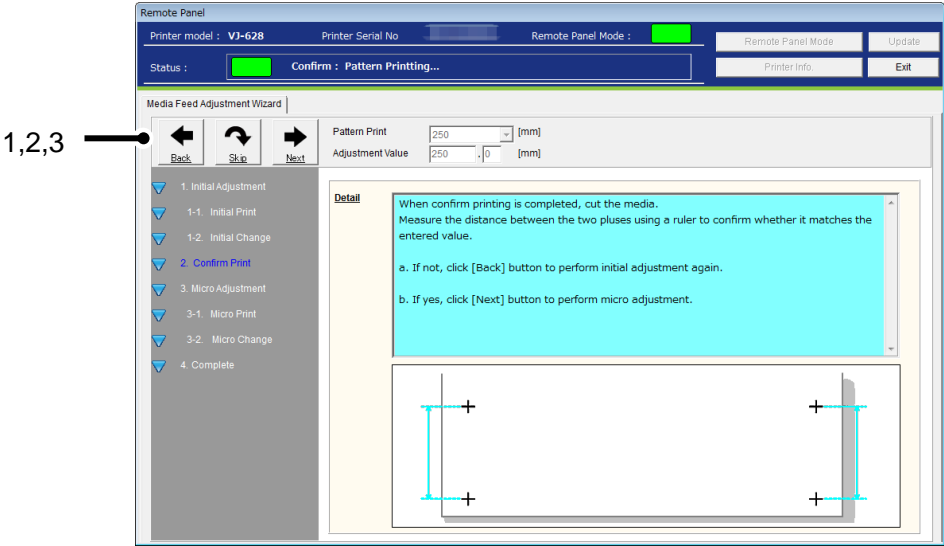 Remote Panel
Printer model : VJ-628 Printer Serial No Remote Panel Mode : Remote Panel Mode Update
Status : Confirm : Pattern Printting... Printer Info. Exit
Media Feed Adjustment Wizard
1,2,3
Back Skip Next
Pattern Print 250 [mm]
Adjustment Value 250 . 0 [mm]
1. Initial Adjustment
1-1. Initial Print
1-2. Initial Change
2. Confirm Print
3. Micro Adjustment
3-1. Micro Print
3-2. Micro Change
4. Complete
Detail
When confirm printing is completed, cut the media.
Measure the distance between the two pluses using a ruler to confirm whether it matches the
entered value.
a. If not, click [Back] button to perform initial adjustment again.
b. If yes, click [Next] button to perform micro adjustment.